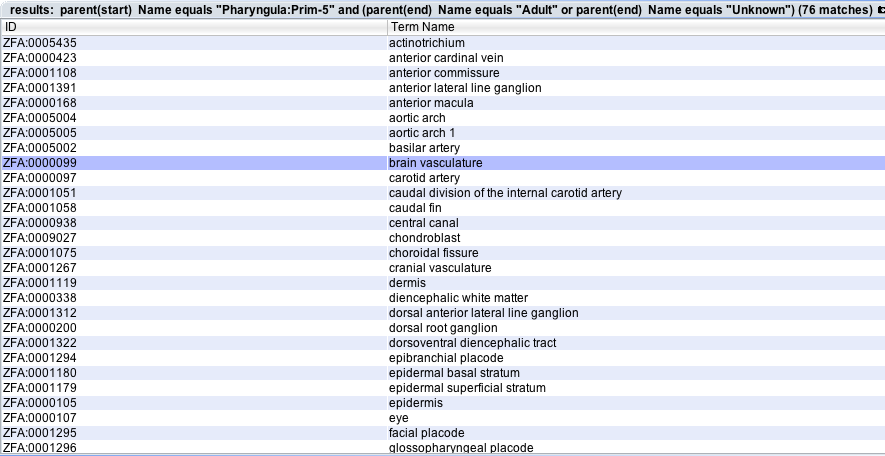 results: parent(start) Name equals "Pharyngula:Prim-5" and (parent(end) Name equals "Adult" or parent(end) Name equals "Unknown") (76 matches)
ID Term Name
ZFA:0005435 actinotrichium
ZFA:0000423 anterior cardinal vein
ZFA:0001108 anterior commissure
ZFA:0001391 anterior lateral line ganglion
ZFA:0000168 anterior macula
ZFA:0005004 aortic arch
ZFA:0005005 aortic arch 1
ZFA:0005002 basilar artery
ZFA:0000099 brain vasculature
ZFA:0000097 carotid artery
ZFA:0001051 caudal division of the internal carotid artery
ZFA:0001058 caudal fin
ZFA:0000938 central canal
ZFA:0009027 chondroblast
ZFA:0001075 choroidal fissure
ZFA:0001267 cranial vasculature
ZFA:0001119 dermis
ZFA:0000338 diencephalic white matter
ZFA:0001312 dorsal anterior lateral line ganglion
ZFA:0000200 dorsal root ganglion
ZFA:0001322 dorsoventral diencephalic tract
ZFA:0001294 epibranchial placode
ZFA:0001180 epidermal basal stratum
ZFA:0001179 epidermal superficial stratum
ZFA:0000105 epidermis
ZFA:0000107 eye
ZFA:0001295 facial placode
ZFA:0001296 glossopharyngeal placode